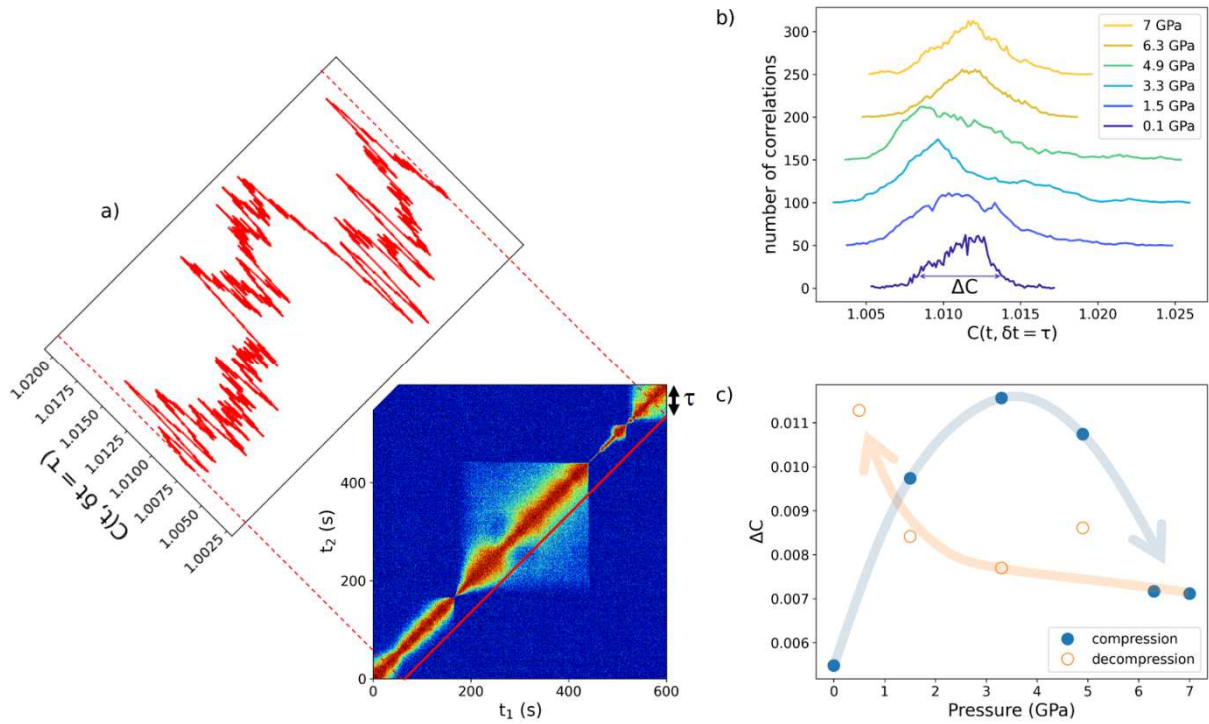 a)
1.0200
1.0175
1.0150
1.0125
1.0100
1.0075
1.0050
1.0025
C(t, δt = τ)
τ
400
200
0
t₂ (s)
0
200
400
600
t₁ (s)
b)
300
250
200
150
100
50
0
number of correlations
7 GPa
6.3 GPa
4.9 GPa
3.3 GPa
1.5 GPa
0.1 GPa
ΔC
1.005
1.010
1.015
1.020
1.025
C(t, δt = τ)
c)
0.011
0.010
0.009
0.008
0.007
0.006
ΔC
compression
decompression
0
1
2
3
4
5
6
7
Pressure (GPa)